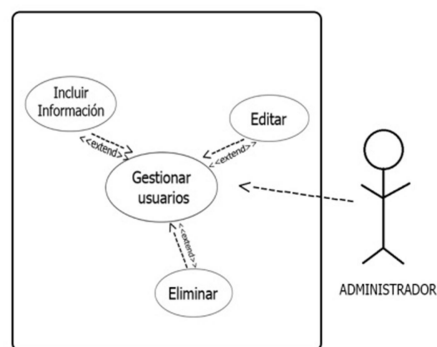 Incluir
Información
<<extend>>
Editar
<<extend>>
Gestionar
usuarios
<<extend>>
Eliminar
ADMINISTRADOR